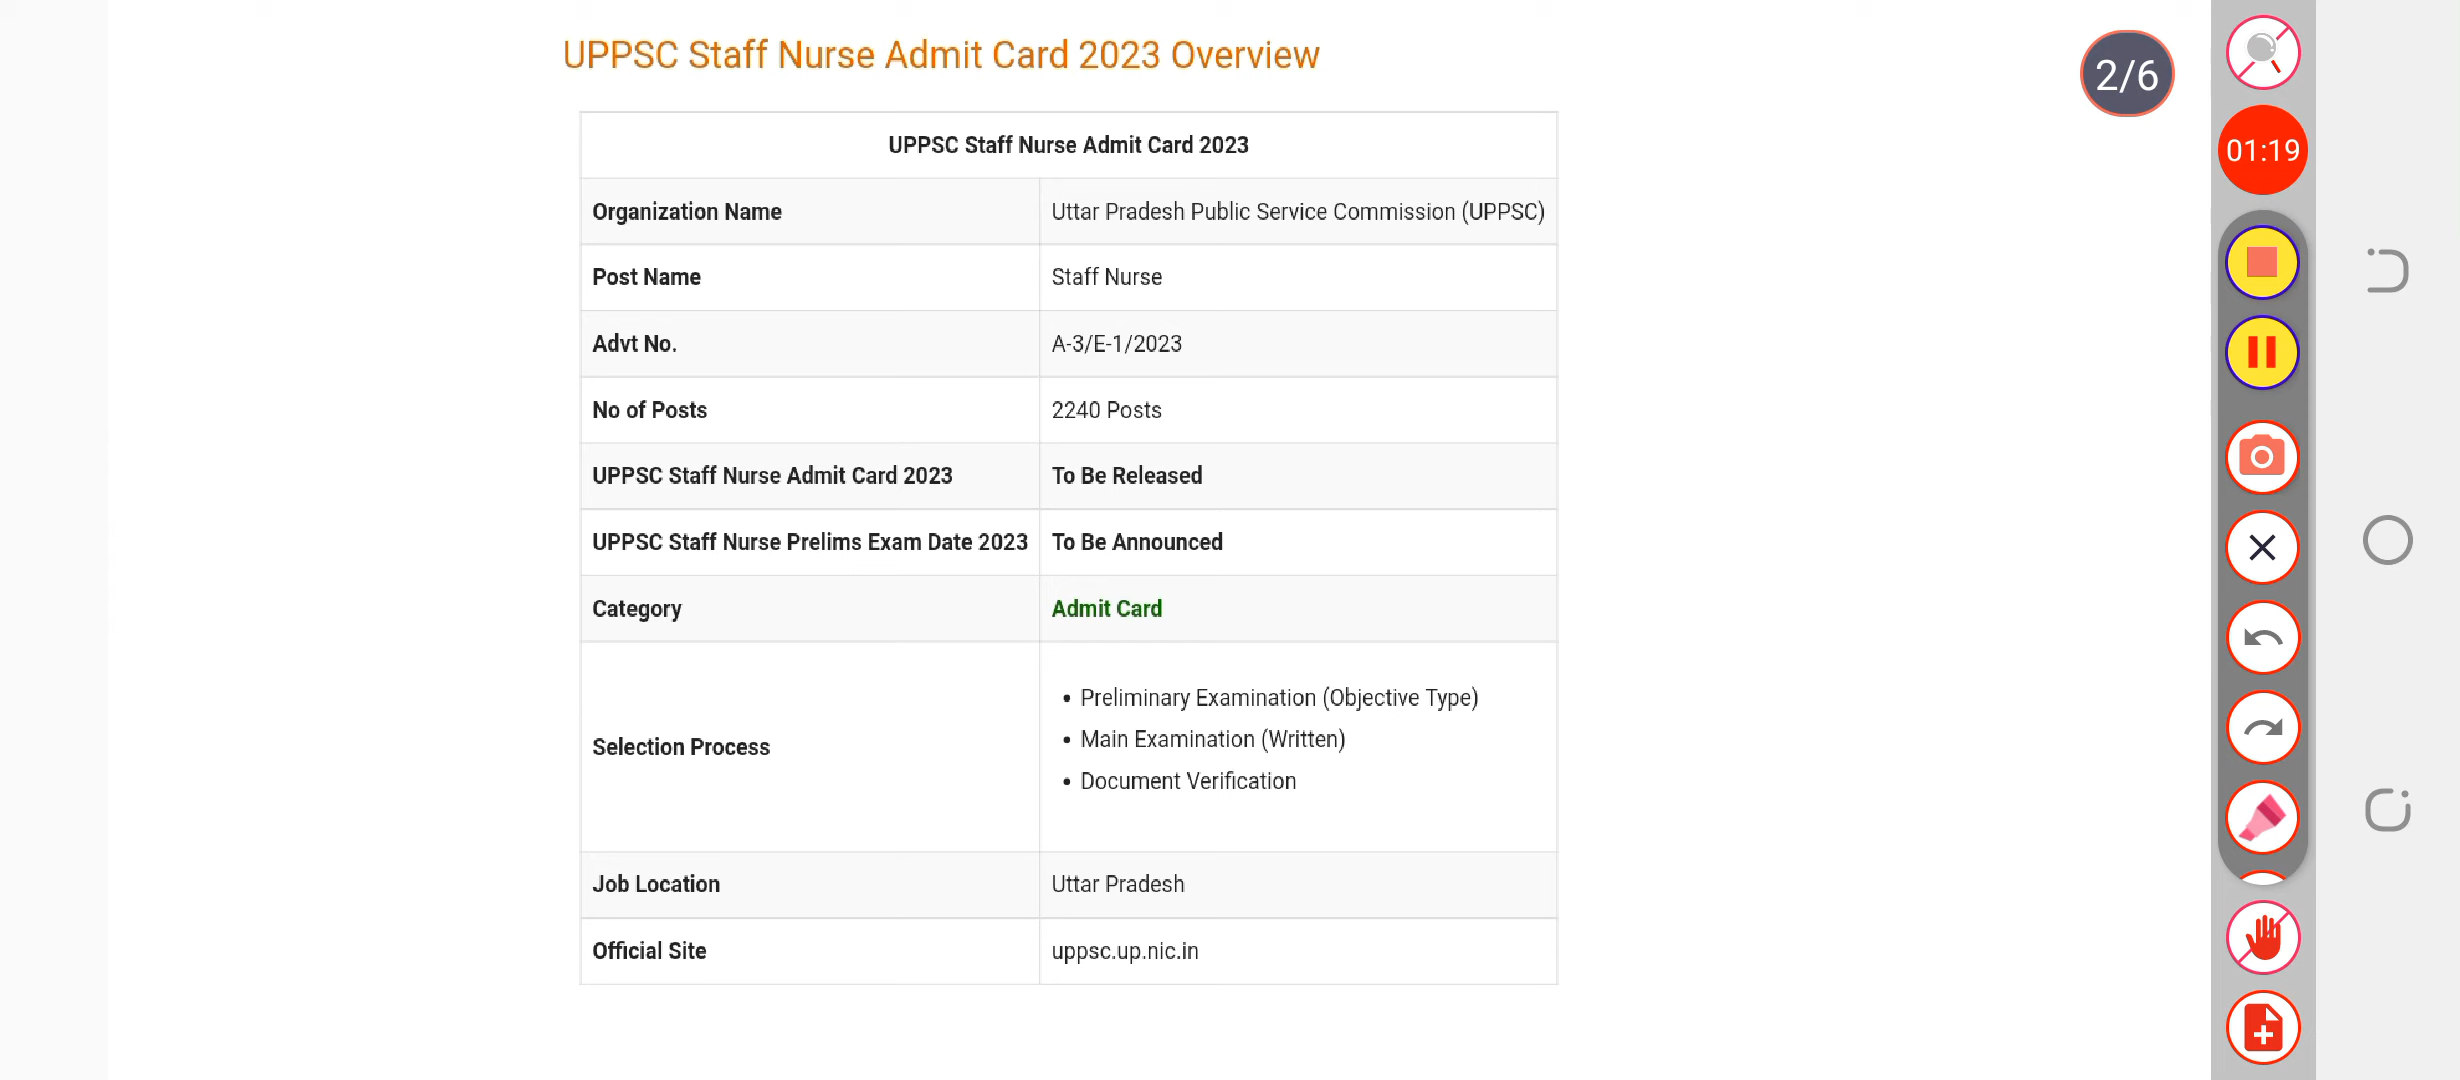 UPPSC Staff Nurse Admit Card 2023 Overview
2/6
01:19
UPPSC Staff Nurse Admit Card 2023
Organization Name Uttar Pradesh Public Service Commission (UPPSC)
Post Name Staff Nurse
Advt No. A-3/E-1/2023
No of Posts 2240 Posts
UPPSC Staff Nurse Admit Card 2023 To Be Released
UPPSC Staff Nurse Prelims Exam Date 2023 To Be Announced
Category Admit Card
Selection Process
• Preliminary Examination (Objective Type)
• Main Examination (Written)
• Document Verification
Job Location Uttar Pradesh
Official Site uppsc.up.nic.in